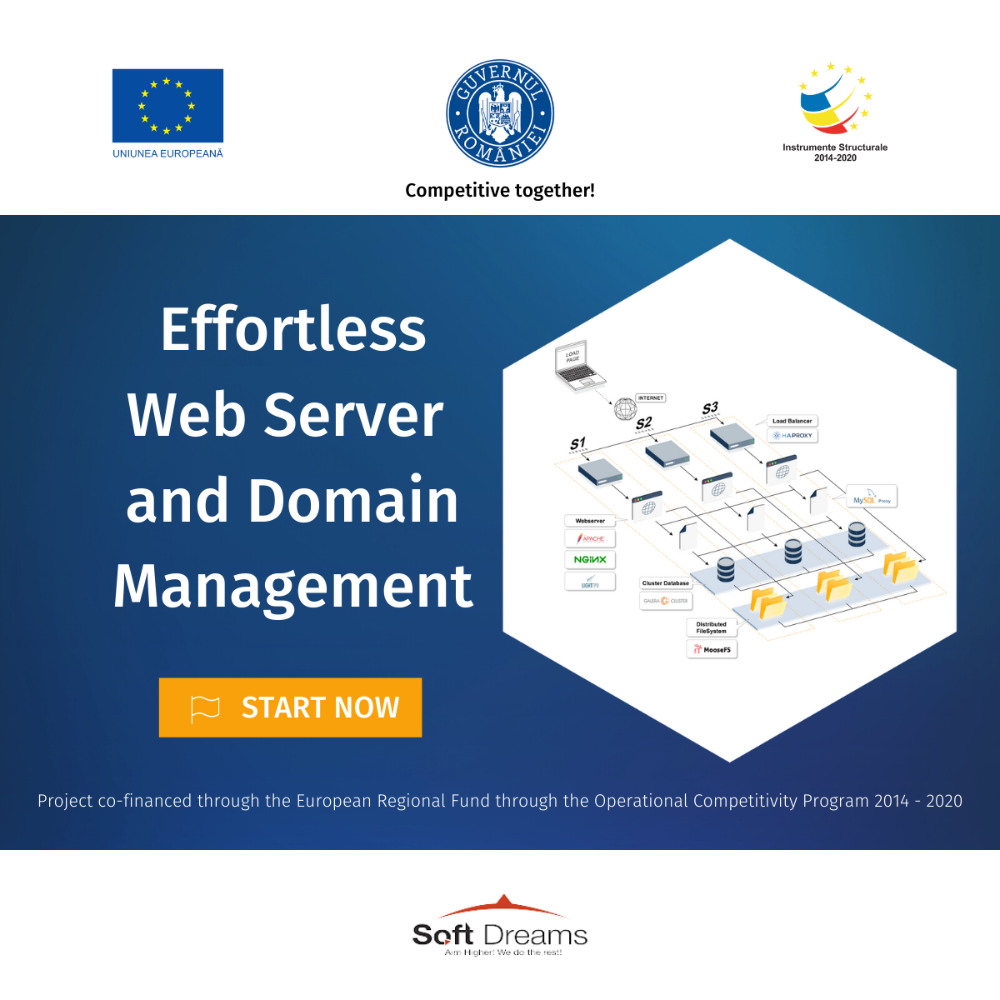 UNIUNEA EUROPEANĂ
GUVERNUL ROMÂNIEI
Instrumente Structurale
2014-2020
Competitive together!
Effortless
Web Server
and Domain
Management
START NOW
LOAD
PAGE
INTERNET
S1
S2
S3
Load Balancer
HAPROXY
MySQL Proxy
Webserver
APACHE
NGINX
LIGHTTPD
Cluster Database
GALERA CLUSTER
Distributed
FileSystem
MooseFS
Project co-financed through the European Regional Fund through the Operational Competitivity Program 2014 - 2020
Soft Dreams
Aim Higher! We do the rest!